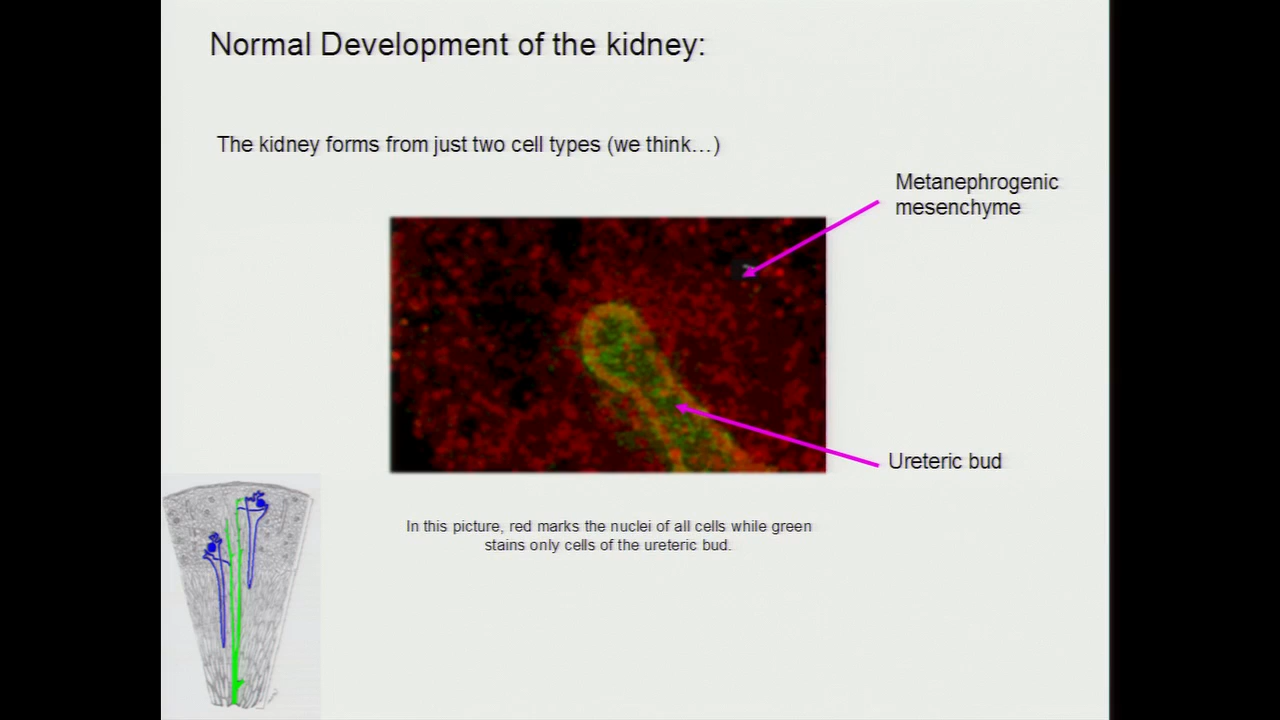 Normal Development of the kidney:
The kidney forms from just two cell types (we think...)
Metanephrogenic
mesenchyme
Ureteric bud
In this picture, red marks the nuclei of all cells while green
stains only cells of the ureteric bud.